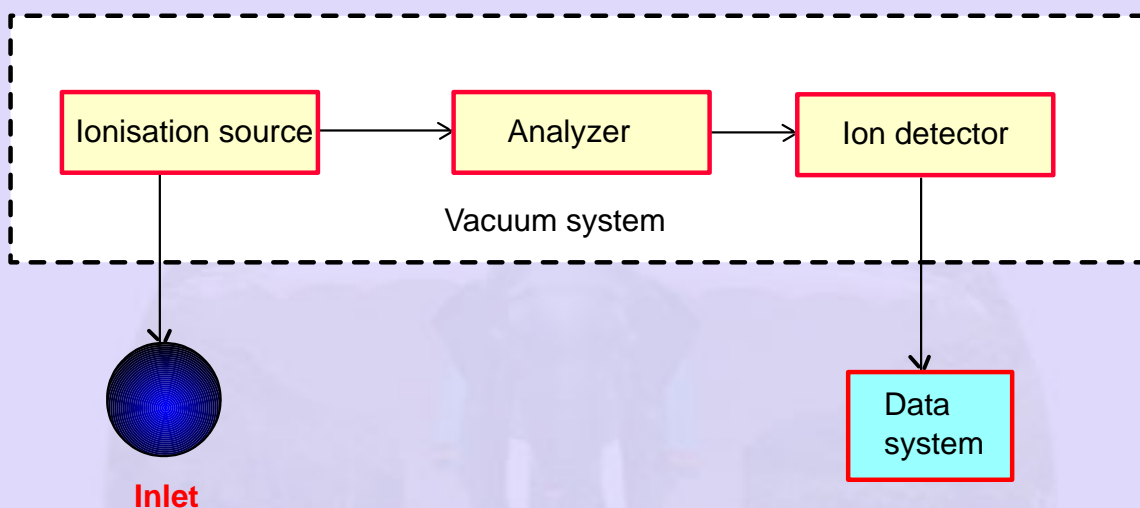 Ionisation source
Analyzer
Ion detector
Vacuum system
Data
system
Inlet